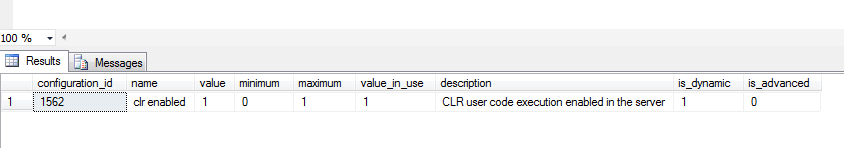 100 %
Results Messages
configuration_id name value minimum maximum value_in_use description is_dynamic is_advanced
1 1562 clr enabled 1 0 1 1 CLR user code execution enabled in the server 1 0